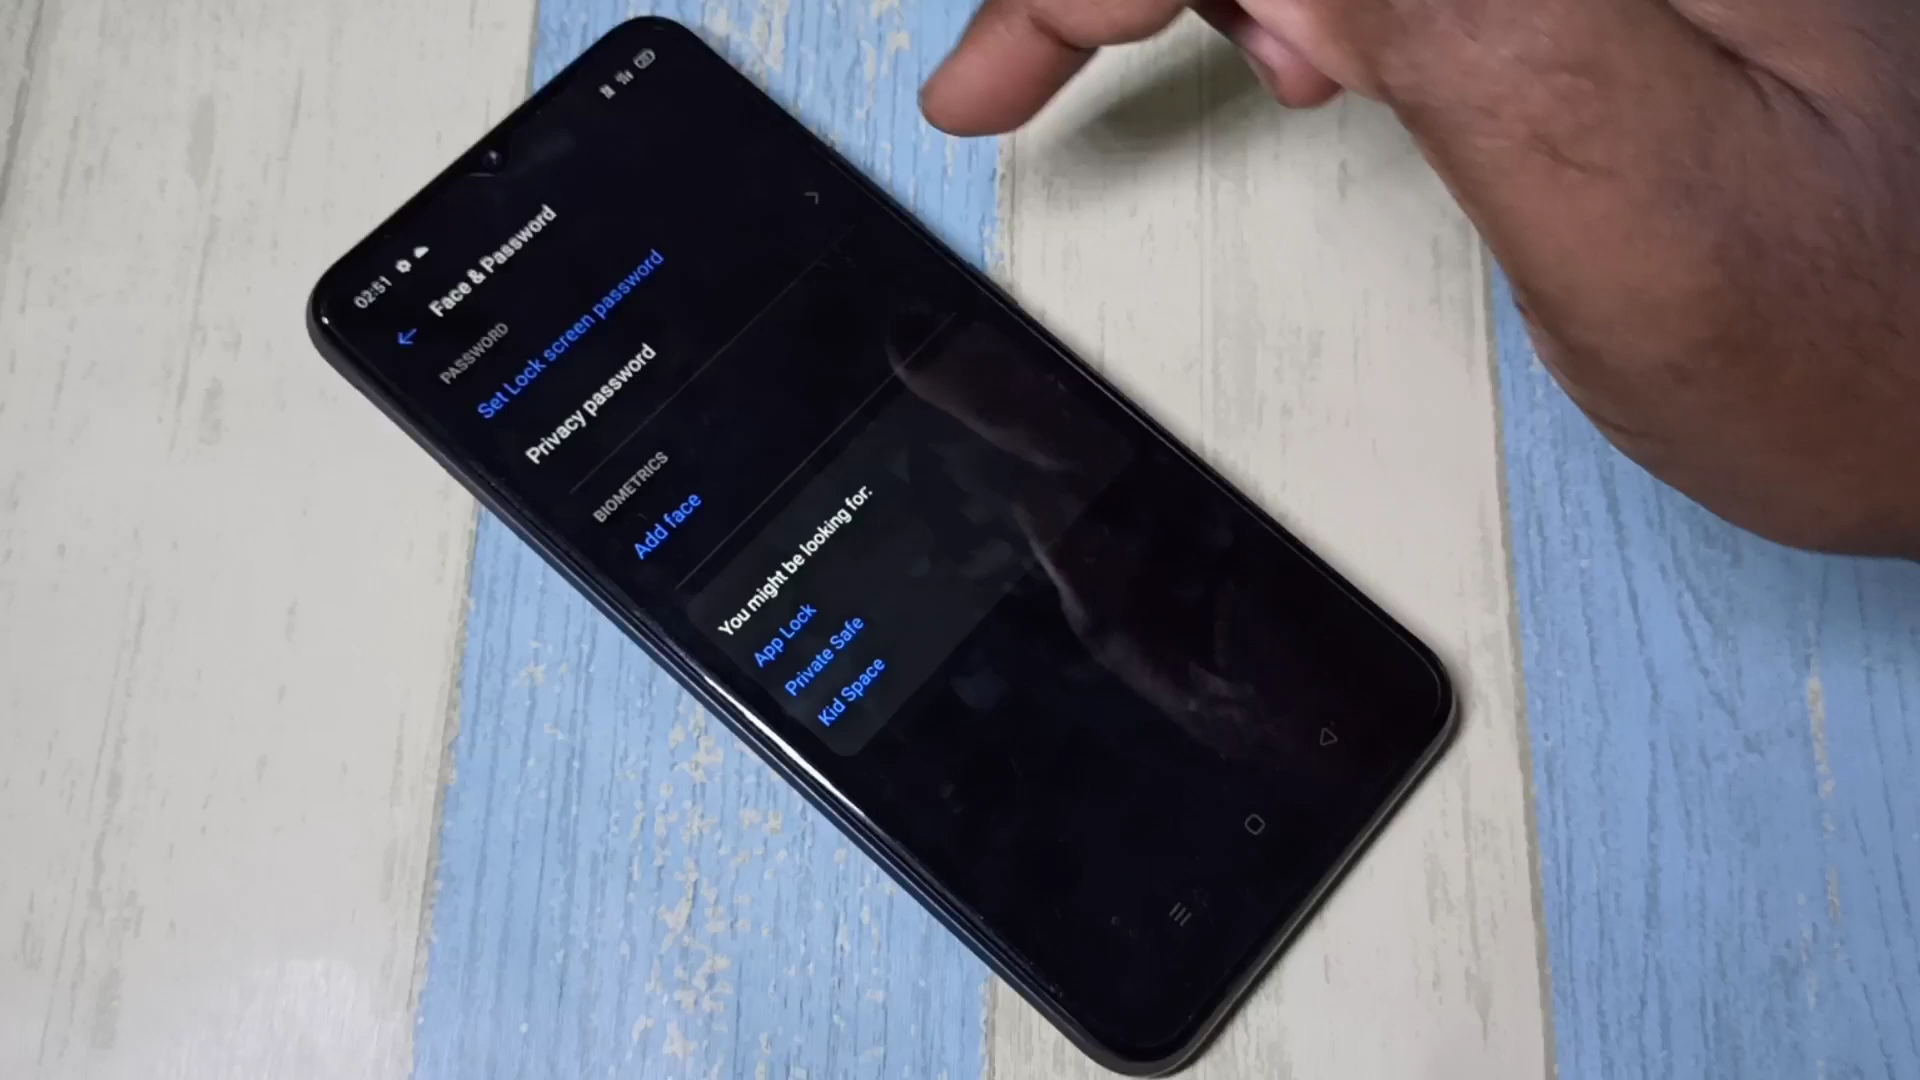 02:51
Face & Password
PASSWORD
Set Lock screen password
Privacy password
BIOMETRICS
Add face
You might be looking for:
App Lock
Private Safe
Kid Space